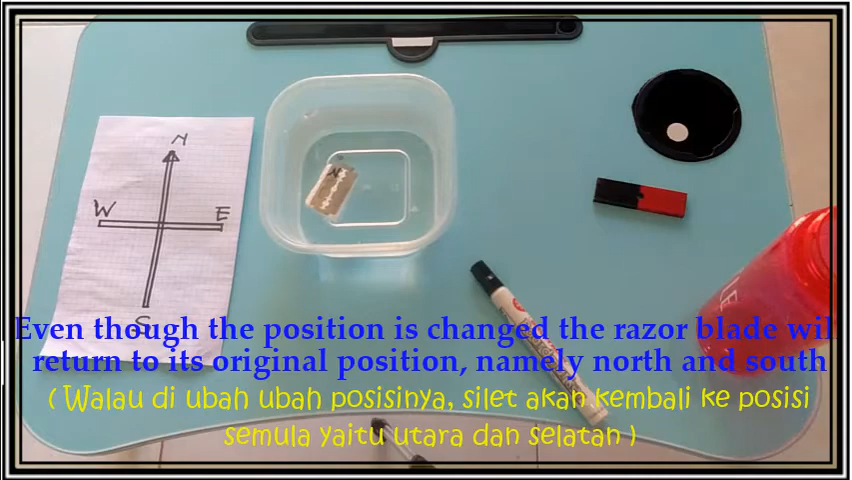 N
W E
N
S
Even though the position is changed the razor blade wil
return to its original position, namely north and south
( Walau di ubah ubah posisinya, silet akan kembali ke posisi
semula yaitu utara dan selatan )